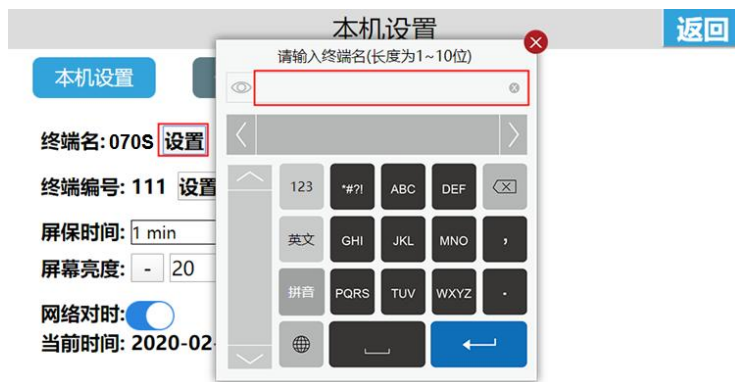 本机设置
返回
请输入终端名(长度为1~10位)
本机设置
终端名: 070S 设置
终端编号: 111 设置
屏保时间: 1 min
屏幕亮度: - 20
网络对时:
当前时间: 2020-02-
123 *#?! ABC DEF
英文 GHI JKL MNO ,
拼音 PQRS TUV WXYZ .